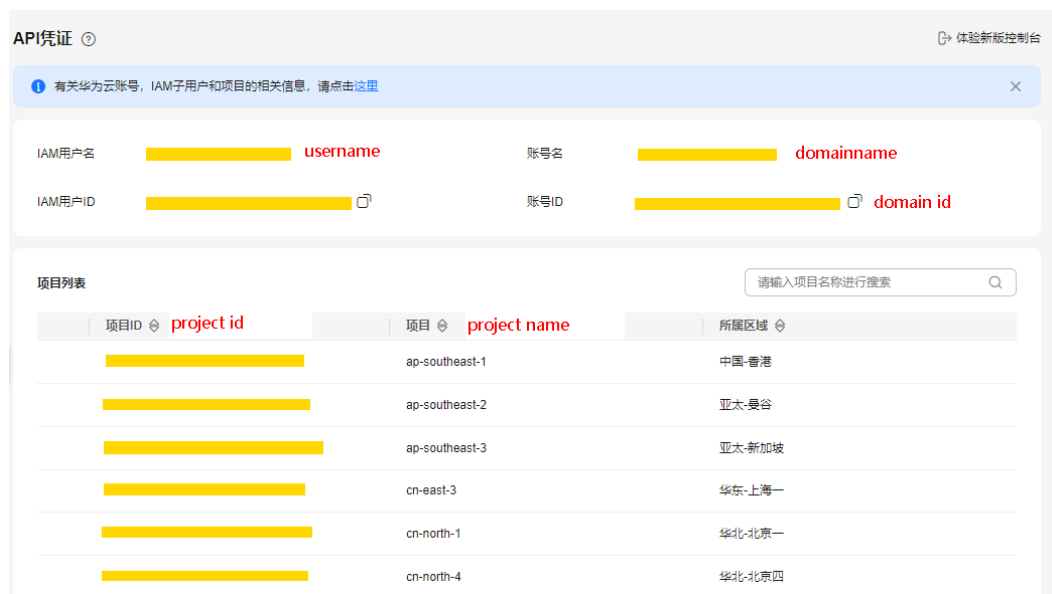 API凭证
体验新版控制台
有关华为云账号，IAM子用户和项目的相关信息，请点击这里
IAM用户名 username 账号名 domainname
IAM用户ID 账号ID domain id
项目列表
请输入项目名称进行搜索
项目ID project id 项目 project name 所属区域
ap-southeast-1 中国-香港
ap-southeast-2 亚太-曼谷
ap-southeast-3 亚太-新加坡
cn-east-3 华东-上海一
cn-north-1 华北-北京一
cn-north-4 华北-北京四